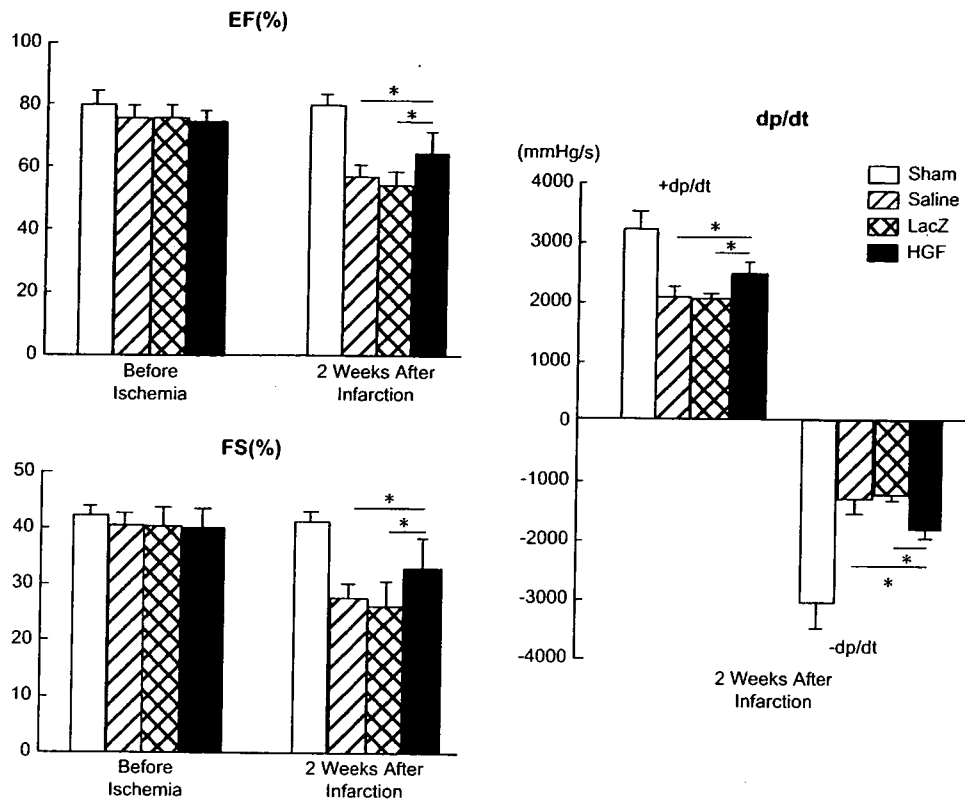 EF(%)
100
80
60
40
20
0
*
*
Before
Ischemia
2 Weeks After
Infarction
FS(%)
50
40
30
20
10
0
*
*
Before
Ischemia
2 Weeks After
Infarction
dp/dt
(mmHg/s)
4000
3000
2000
1000
0
-1000
-2000
-3000
-4000
+dp/dt
*
*
*
*
-dp/dt
2 Weeks After
Infarction
Sham
Saline
LacZ
HGF